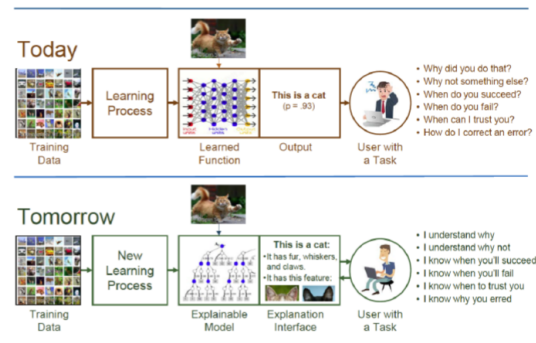 Today
Training
Data
Learning
Process
Learned
Function
This is a cat
(p = .93)
Output
User with
a Task
• Why did you do that?
• Why not something else?
• When do you succeed?
• When do you fail?
• When can I trust you?
• How do I correct an error?
Tomorrow
Training
Data
New
Learning
Process
Explainable
Model
This is a cat:
•It has fur, whiskers,
and claws.
•It has this feature:
Explanation
Interface
User with
a Task
• I understand why
• I understand why not
• I know when you'll succeed
• I know when you'll fail
• I know when to trust you
• I know why you erred